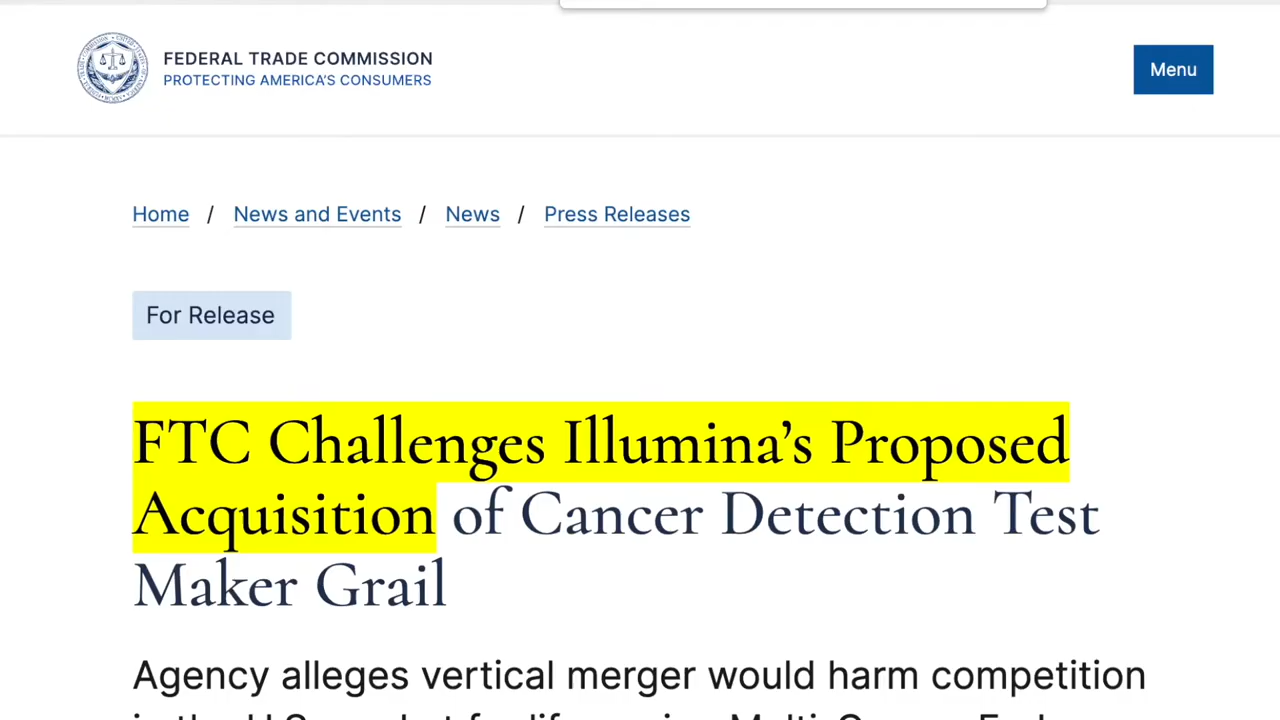 FEDERAL TRADE COMMISSION
PROTECTING AMERICA'S CONSUMERS
Menu
Home / News and Events / News / Press Releases
For Release
FTC Challenges Illumina’s Proposed
Acquisition of Cancer Detection Test
Maker Grail
Agency alleges vertical merger would harm competition